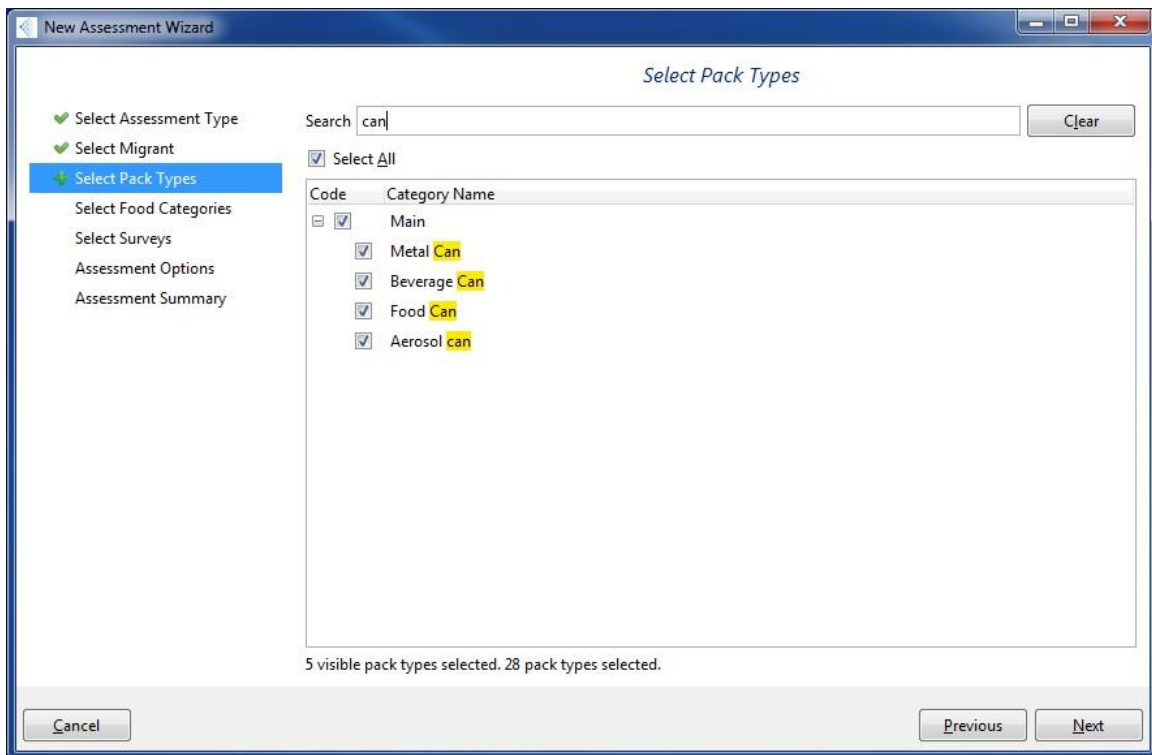 New Assessment Wizard
Select Pack Types
Select Assessment Type
Select Migrant
Select Pack Types
Select Food Categories
Select Surveys
Assessment Options
Assessment Summary
Search can Clear
Select All
Code Category Name
Main
Metal Can
Beverage Can
Food Can
Aerosol can
5 visible pack types selected. 28 pack types selected.
Cancel Previous Next